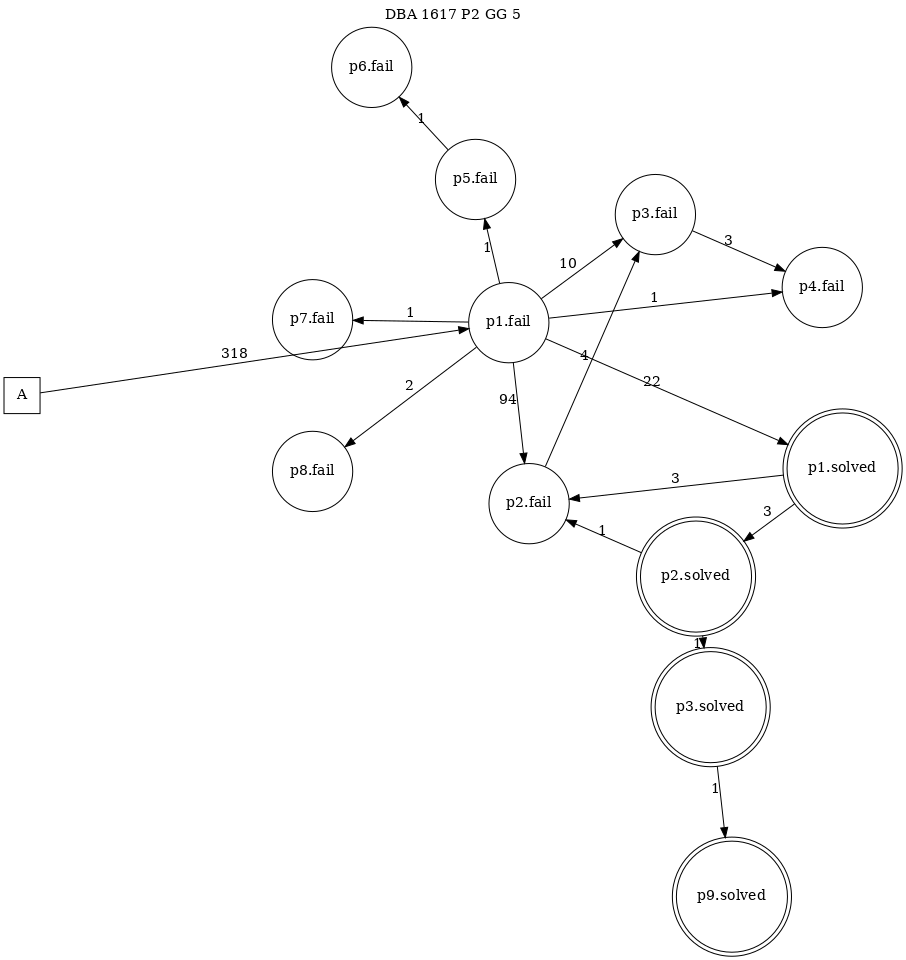 DBA 1617 P2 GG 5
p6.fail
1
p5.fail
p3.fail
1
10
3
p4.fail
1
p7.fail
1
p1.fail
318
4
2
22
A
94
p8.fail
p1.solved
3
p2.fail
3
1
p2.solved
1
p3.solved
1
p9.solved